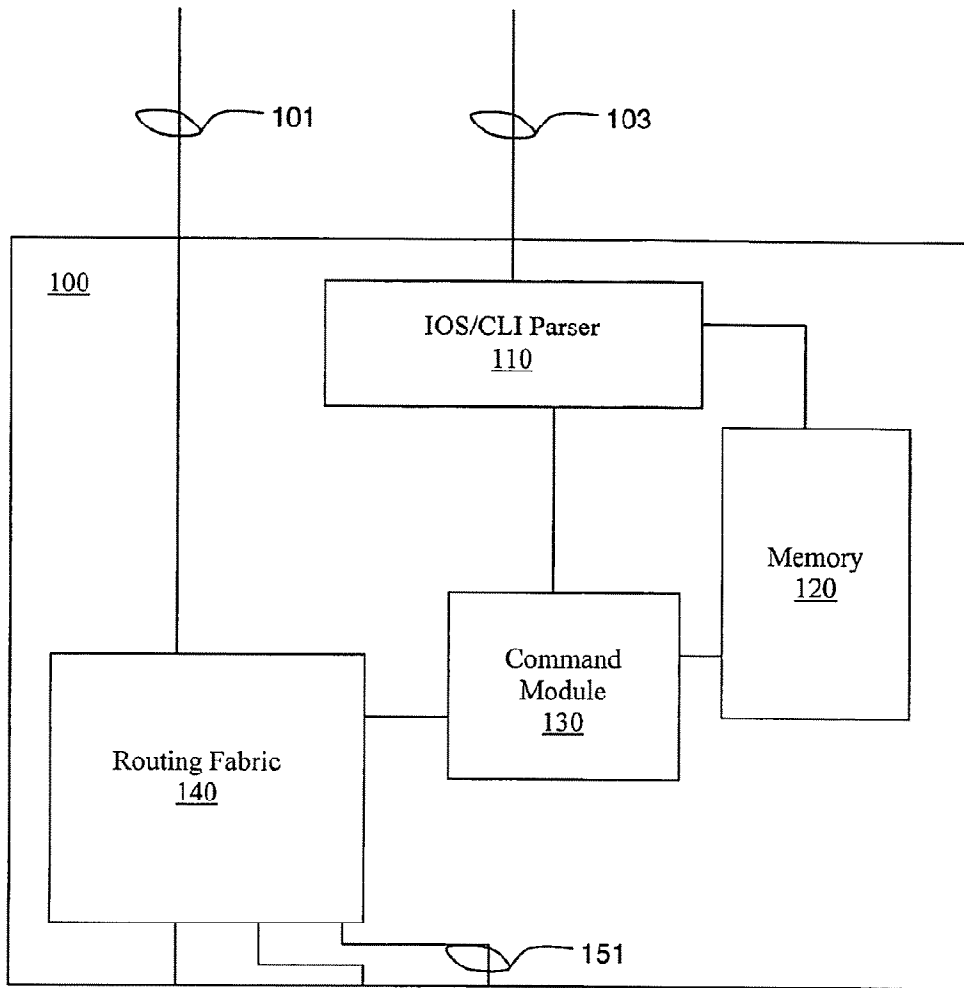 101
103
100
IOS/CLI Parser
110
Memory
120
Command
Module
130
Routing Fabric
140
151